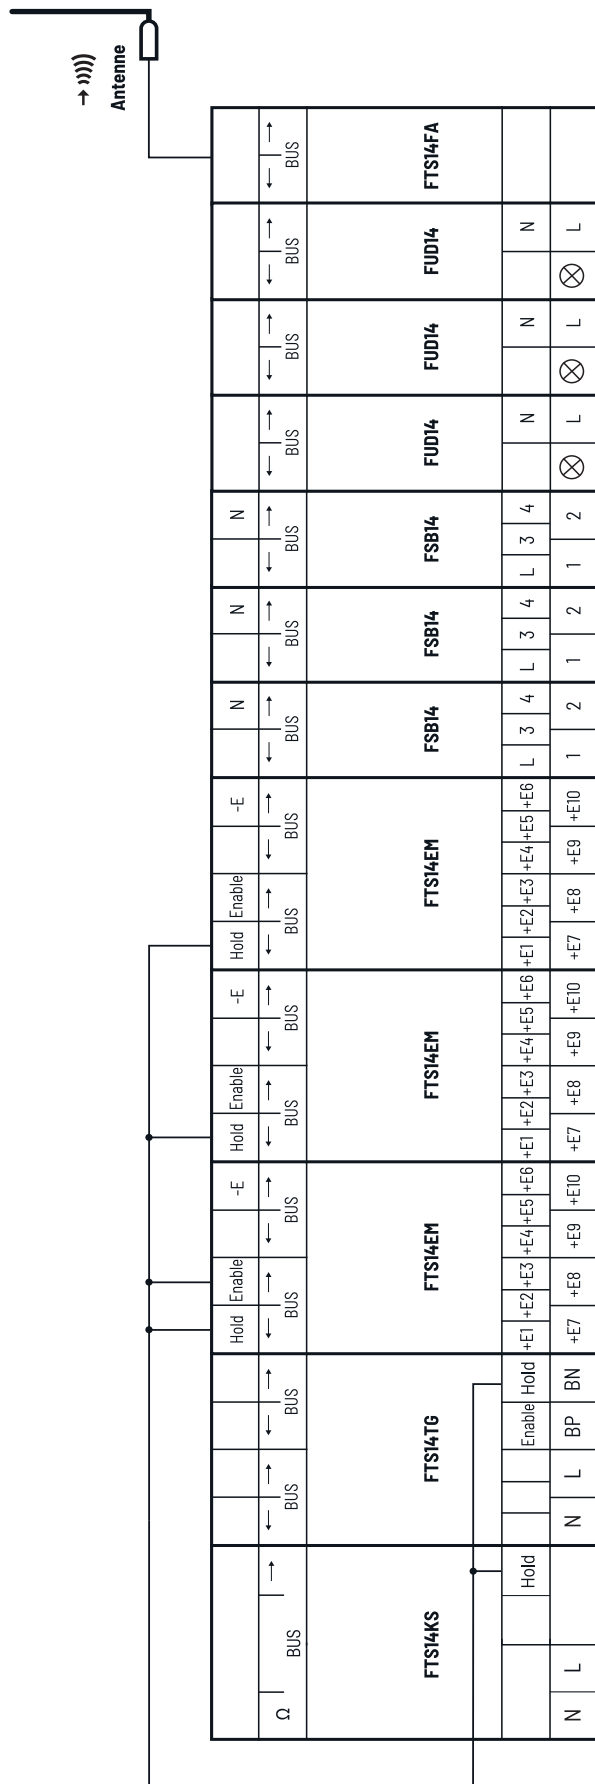 Antenne
Hold Enable -E Hold Enable -E Hold Enable -E N N N
Ω BUS BUS BUS BUS BUS BUS BUS BUS BUS BUS BUS BUS BUS BUS BUS BUS
FTS14KS FTS14TG FTS14EM FTS14EM FTS14EM FSB14 FSB14 FSB14 FUD14 FUD14 FUD14 FTS14FA
Hold Enable Hold +E1 +E2 +E3 +E4 +E5 +E6 +E1 +E2 +E3 +E4 +E5 +E6 +E1 +E2 +E3 +E4 +E5 +E6 L 3 4 L 3 4 L 3 4 N N N
N L N L BP BN +E7 +E8 +E9 +E10 +E7 +E8 +E9 +E10 +E7 +E8 +E9 +E10 1 2 1 2 1 2 L L L